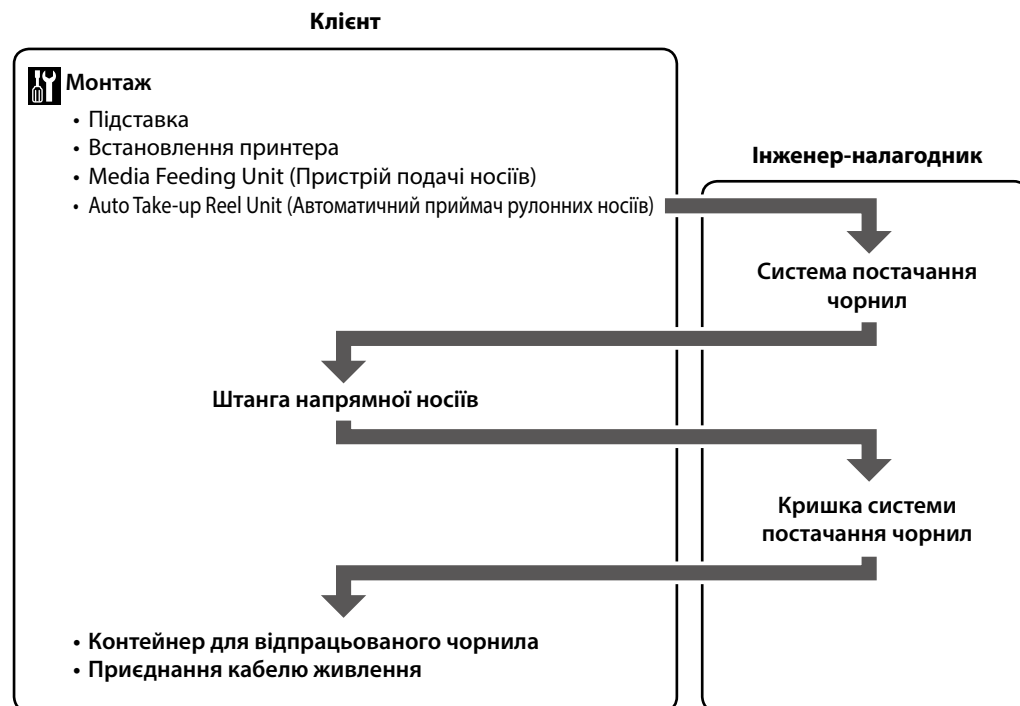 Клієнт
Монтаж
• Підставка
• Встановлення принтера
• Media Feeding Unit (Пристрій подачі носіїв)
• Auto Take-up Reel Unit (Автоматичний приймач рулонних носіїв)
Інженер-налагодник
Система постачання
чорнил
Штанга напрямної носіїв
Кришка системи
постачання чорнил
• Контейнер для відпрацьованого чорнила
• Приєднання кабелю живлення